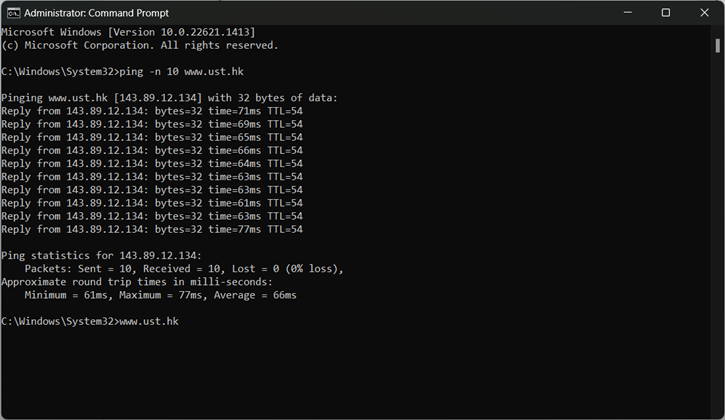 Administrator: Command Prompt
Microsoft Windows [Version 10.0.22621.1413]
(c) Microsoft Corporation. All rights reserved.
C:\Windows\System32>ping -n 10 www.ust.hk
Pinging www.ust.hk [143.89.12.134] with 32 bytes of data:
Reply from 143.89.12.134: bytes=32 time=71ms TTL=54
Reply from 143.89.12.134: bytes=32 time=69ms TTL=54
Reply from 143.89.12.134: bytes=32 time=65ms TTL=54
Reply from 143.89.12.134: bytes=32 time=66ms TTL=54
Reply from 143.89.12.134: bytes=32 time=64ms TTL=54
Reply from 143.89.12.134: bytes=32 time=63ms TTL=54
Reply from 143.89.12.134: bytes=32 time=63ms TTL=54
Reply from 143.89.12.134: bytes=32 time=61ms TTL=54
Reply from 143.89.12.134: bytes=32 time=63ms TTL=54
Reply from 143.89.12.134: bytes=32 time=77ms TTL=54
Ping statistics for 143.89.12.134:
    Packets: Sent = 10, Received = 10, Lost = 0 (0% loss),
Approximate round trip times in milli-seconds:
    Minimum = 61ms, Maximum = 77ms, Average = 66ms
C:\Windows\System32>www.ust.hk